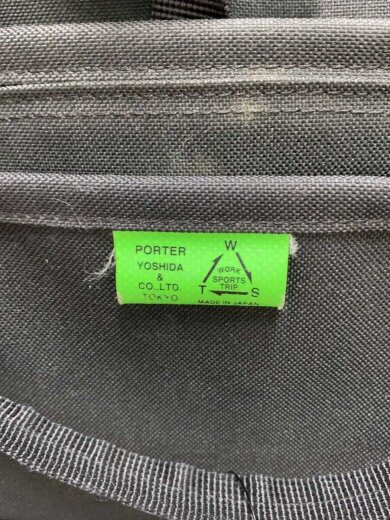 PORTER
YOSHIDA
&
CO.,LTD.
TOKYO
W
WORK
SPORTS
TRIP
T S
MADE IN JAPAN